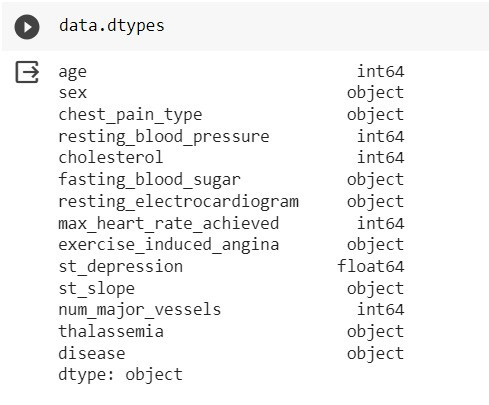 data.dtypes
age int64
sex object
chest_pain_type object
resting_blood_pressure int64
cholesterol int64
fasting_blood_sugar object
resting_electrocardiogram object
max_heart_rate_achieved int64
exercise_induced_angina object
st_depression float64
st_slope object
num_major_vessels int64
thalassemia object
disease object
dtype: object